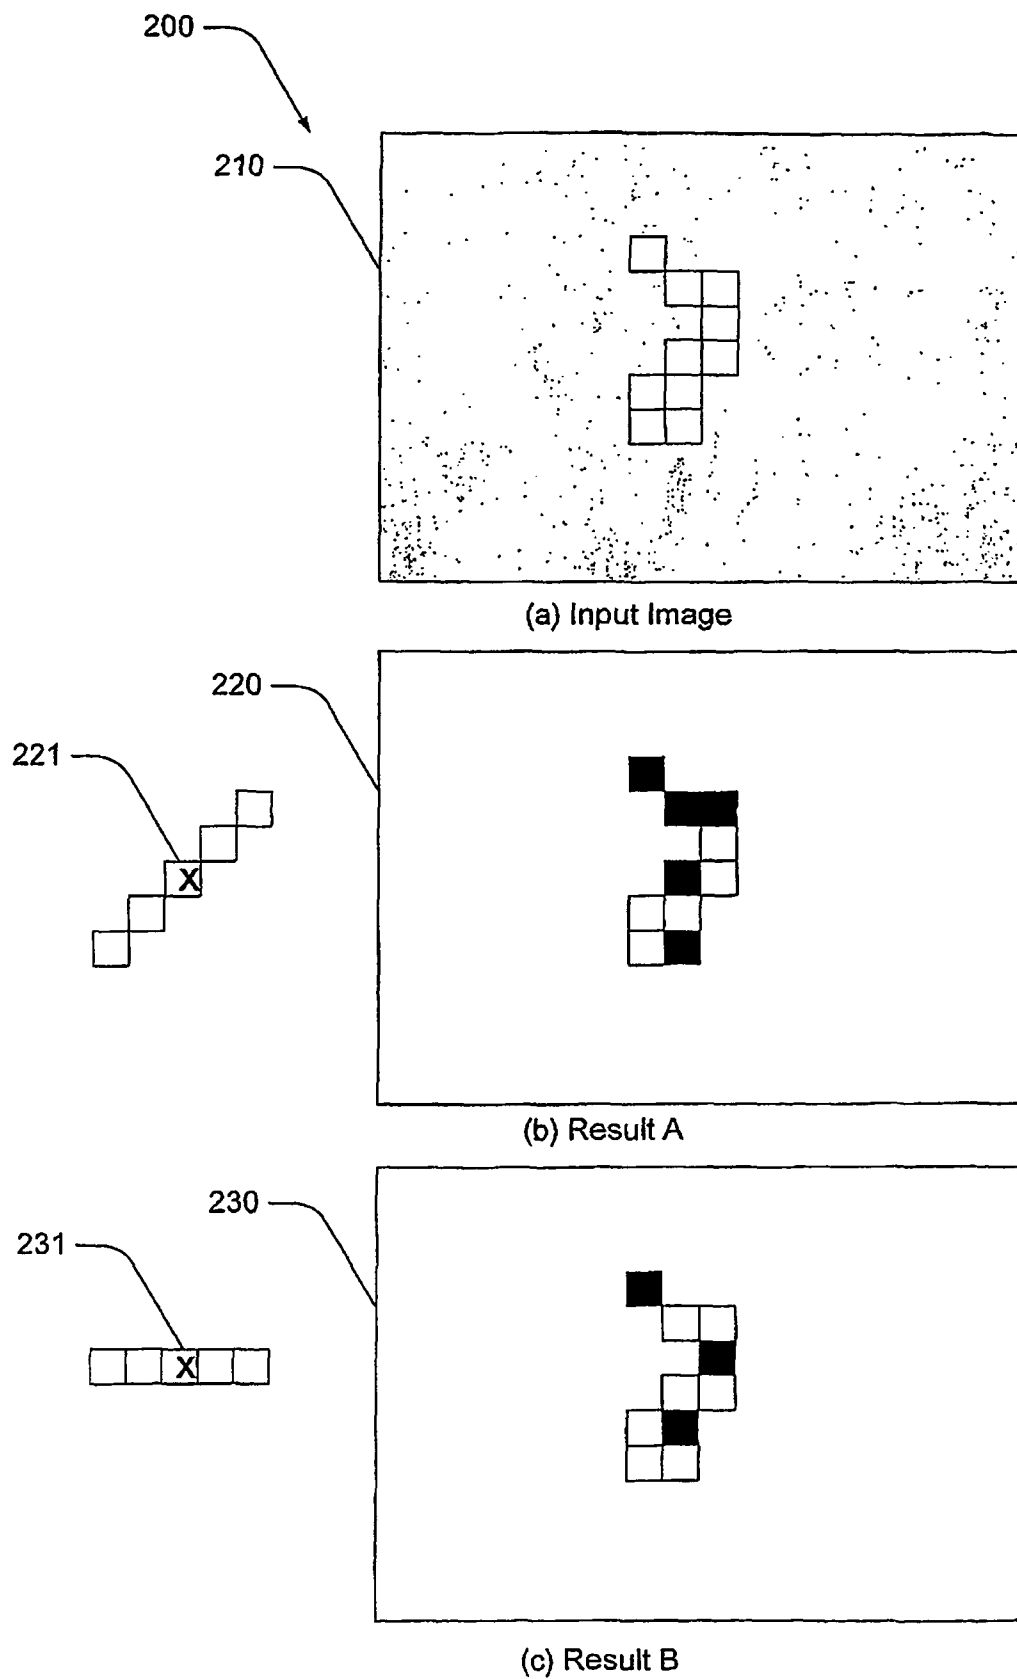 200
210
(a) Input Image
220
221
X
(b) Result A
230
231
X
(c) Result B